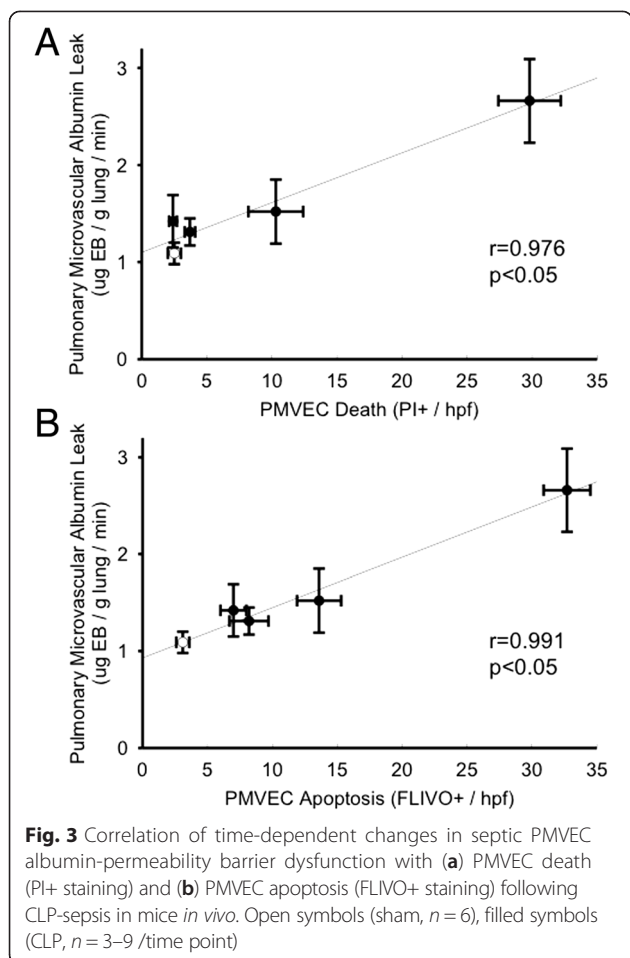 A
Pulmonary Microvascular Albumin Leak
(ug EB / g lung / min)
3
2
1
0
r=0.976
p<0.05
0 5 10 15 20 25 30 35
PMVEC Death (PI+ / hpf)
B
Pulmonary Microvascular Albumin Leak
(ug EB / g lung / min)
3
2
1
0
r=0.991
p<0.05
0 5 10 15 20 25 30 35
PMVEC Apoptosis (FLIVO+ / hpf)
Fig. 3 Correlation of time-dependent changes in septic PMVEC
albumin-permeability barrier dysfunction with (a) PMVEC death
(PI+ staining) and (b) PMVEC apoptosis (FLIVO+ staining) following
CLP-sepsis in mice in vivo. Open symbols (sham, n = 6), filled symbols
(CLP, n = 3–9 /time point)